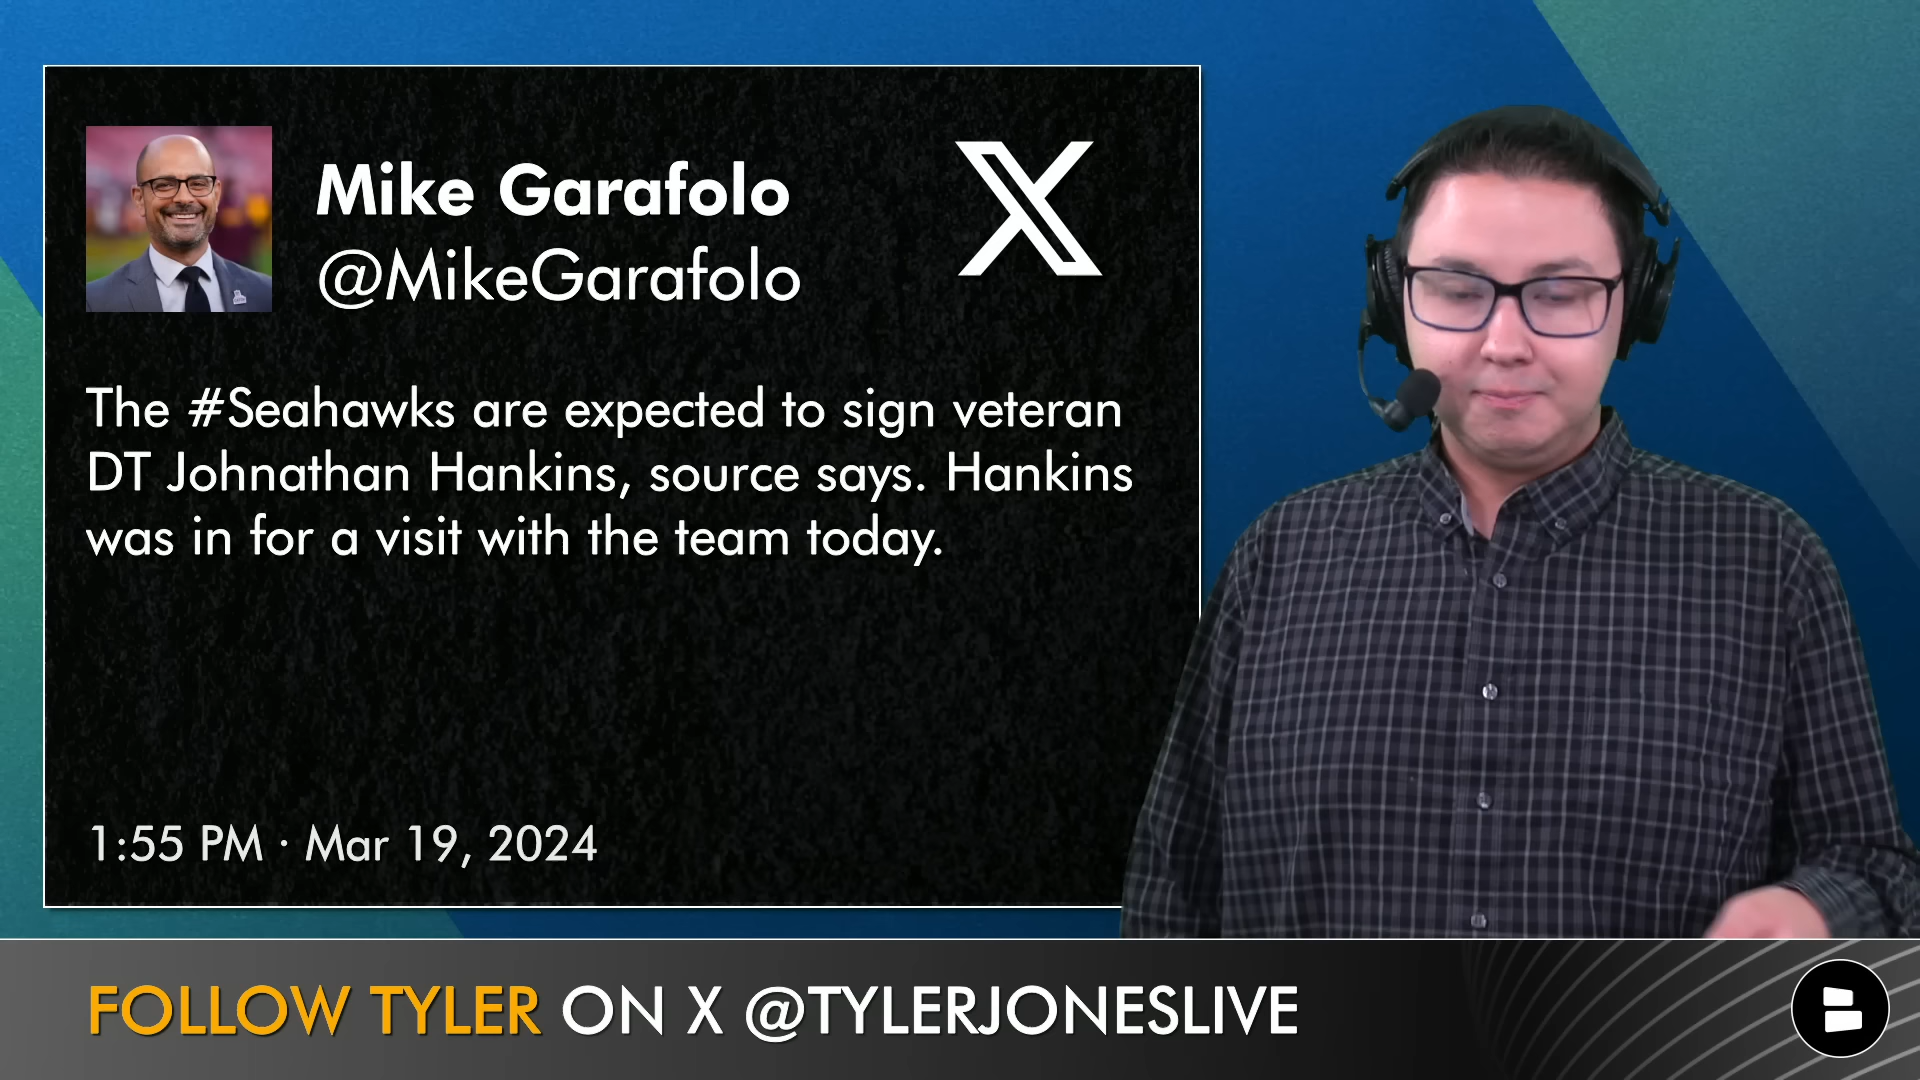 Mike Garafolo
@MikeGarafolo
The #Seahawks are expected to sign veteran
DT Johnathan Hankins, source says. Hankins
was in for a visit with the team today.
1:55 PM · Mar 19, 2024
FOLLOW TYLER ON X @TYLERJONESLIVE